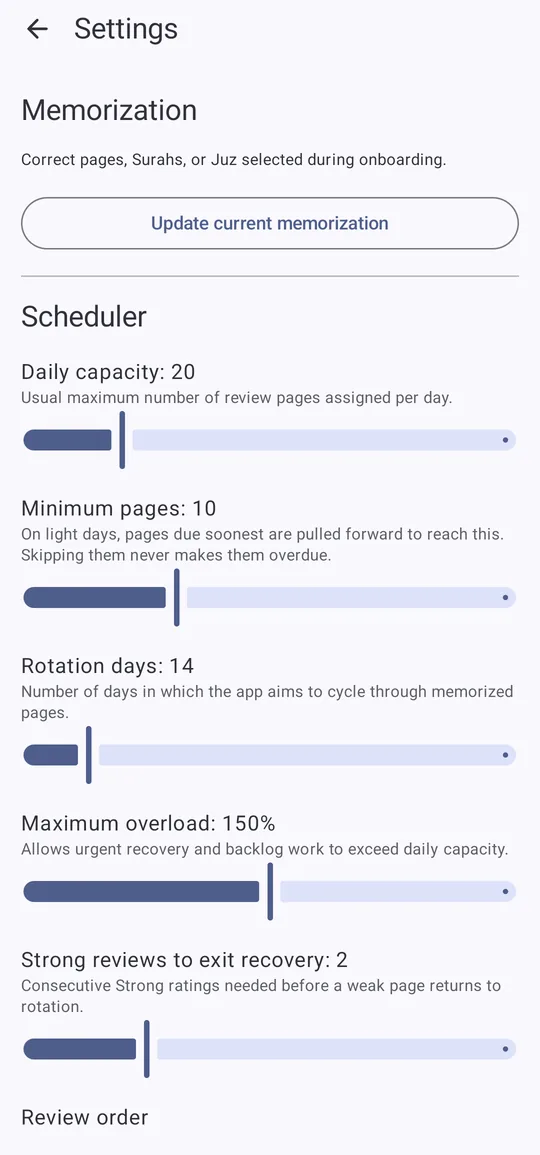 Settings
Memorization
Correct pages, Surahs, or Juz selected during onboarding.
Update current memorization
Scheduler
Daily capacity: 20
Usual maximum number of review pages assigned per day.
Minimum pages: 10
On light days, pages due soonest are pulled forward to reach this.
Skipping them never makes them overdue.
Rotation days: 14
Number of days in which the app aims to cycle through memorized
pages.
Maximum overload: 150%
Allows urgent recovery and backlog work to exceed daily capacity.
Strong reviews to exit recovery: 2
Consecutive Strong ratings needed before a weak page returns to
rotation.
Review order